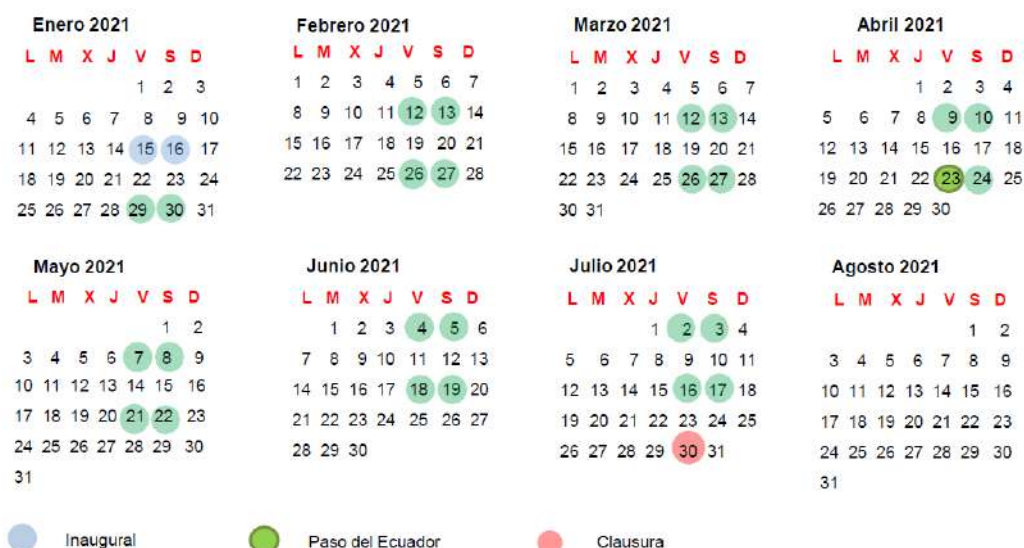 Enero 2021
L M X J V S D
1 2 3
4 5 6 7 8 9 10
11 12 13 14 15 16 17
18 19 20 21 22 23 24
25 26 27 28 29 30 31
Febrero 2021
L M X J V S D
1 2 3 4 5 6 7
8 9 10 11 12 13 14
15 16 17 18 19 20 21
22 23 24 25 26 27 28
Marzo 2021
L M X J V S D
1 2 3 4 5 6 7
8 9 10 11 12 13 14
15 16 17 18 19 20 21
22 23 24 25 26 27 28
30 31
Abril 2021
L M X J V S D
1 2 3 4
5 6 7 8 9 10 11
12 13 14 15 16 17 18
19 20 21 22 23 24 25
26 27 28 29 30
Mayo 2021
L M X J V S D
1 2
3 4 5 6 7 8 9
10 11 12 13 14 15 16
17 18 19 20 21 22 23
24 25 26 27 28 29 30
31
Junio 2021
L M X J V S D
1 2 3 4 5 6
7 8 9 10 11 12 13
14 15 16 17 18 19 20
21 22 23 24 25 26 27
28 29 30
Julio 2021
L M X J V S D
1 2 3 4
5 6 7 8 9 10 11
12 13 14 15 16 17 18
19 20 21 22 23 24 25
26 27 28 29 30 31
Agosto 2021
L M X J V S D
1 2
3 4 5 6 7 8 9
10 11 12 13 14 15 16
17 18 19 20 21 22 23
24 25 26 27 28 29 30
31
Inaugural
Paso del Ecuador
Clausura